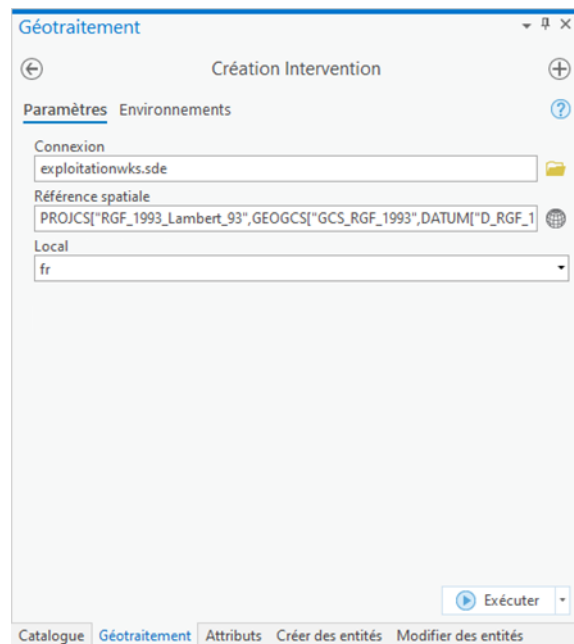 Géotraitement
Création Intervention
Paramètres Environnements
Connexion
exploitationwks.sde
Référence spatiale
PROJCS["RGF_1993_Lambert_93",GEOGCS["GCS_RGF_1993",DATUM["D_RGF_1
Local
fr
Exécuter
Catalogue Géotraitement Attributs Créer des entités Modifier des entités